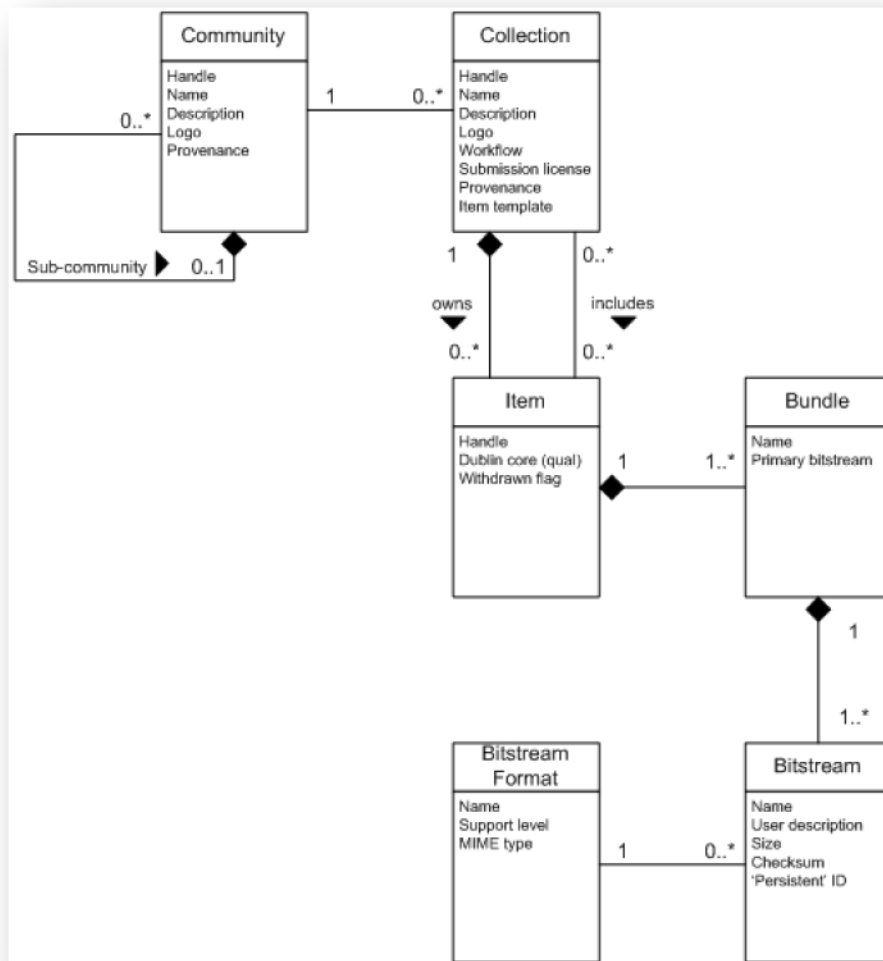 Community
Handle
Name
Description
Logo
Provenance
0..*
Sub-community
0..1
1
0..*
Collection
Handle
Name
Description
Logo
Workflow
Submission license
Provenance
Item template
1
0..*
owns
includes
0..*
0..*
Item
Handle
Dublin core (qual)
Withdrawn flag
1
1..*
Bundle
Name
Primary bitstream
1
1..*
Bitstream
Format
Name
Support level
MIME type
1
0..*
Bitstream
Name
User description
Size
Checksum
'Persistent' ID